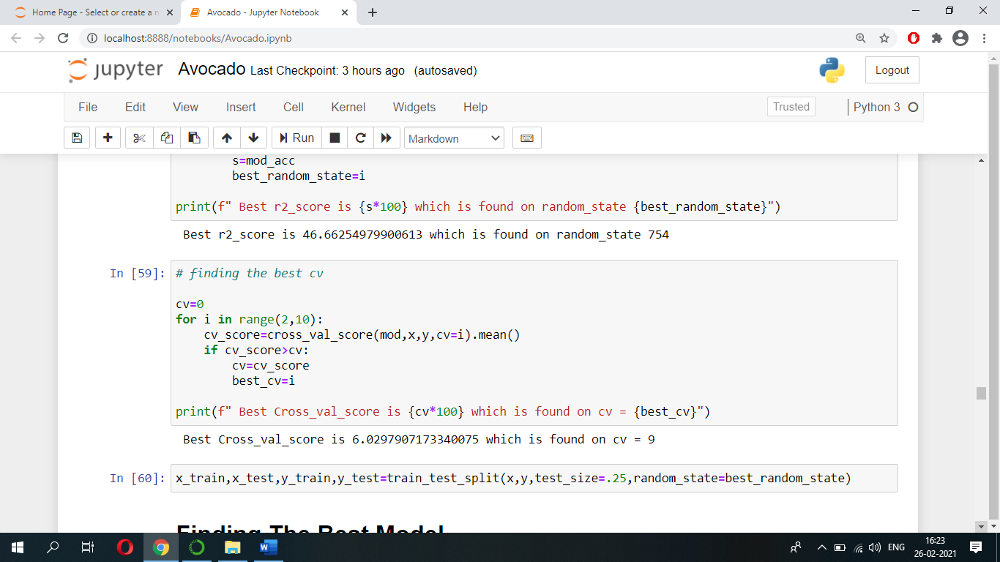 Home Page - Select or create a n
Avocado - Jupyter Notebook
localhost:8888/notebooks/Avocado.ipynb
jupyter Avocado Last Checkpoint: 3 hours ago (autosaved)
Logout
File Edit View Insert Cell Kernel Widgets Help
Trusted
Python 3
Run
Markdown
s=mod_acc
best_random_state=i
print(f" Best r2_score is {s*100} which is found on random_state {best_random_state}")
Best r2_score is 46.66254979900613 which is found on random_state 754
In [59]:
# finding the best cv
cv=0
for i in range(2,10):
cv_score=cross_val_score(mod,x,y,cv=i).mean()
if cv_score>cv:
cv=cv_score
best_cv=i
print(f" Best Cross_val_score is {cv*100} which is found on cv = {best_cv}")
Best Cross_val_score is 6.0297907173340075 which is found on cv = 9
In [60]:
x_train,x_test,y_train,y_test=train_test_split(x,y,test_size=.25,random_state=best_random_state)
Finding The Best Model
ENG
16:23
26-02-2021